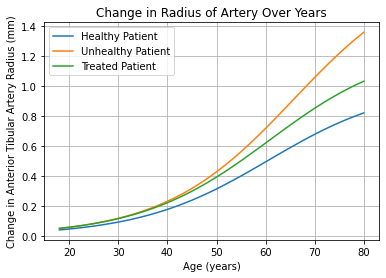 Change in Radius of Artery Over Years
Change in Anterior Tibular Artery Radius (mm)
1.4
1.2
1.0
0.8
0.6
0.4
0.2
0.0
Healthy Patient
Unhealthy Patient
Treated Patient
20 30 40 50 60 70 80
Age (years)